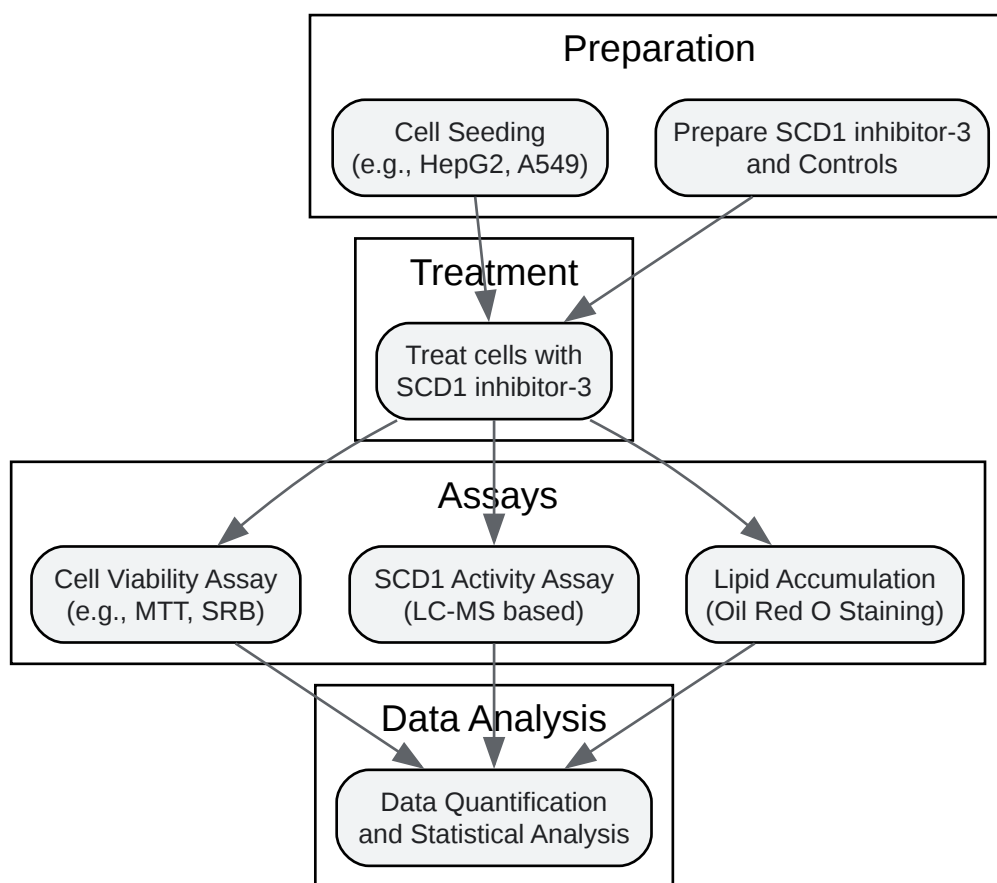 Preparation
Cell Seeding
(e.g., HepG2, A549)
Prepare SCD1 inhibitor-3
and Controls
Treatment
Treat cells with
SCD1 inhibitor-3
Assays
Cell Viability Assay
(e.g., MTT, SRB)
SCD1 Activity Assay
(LC-MS based)
Lipid Accumulation
(Oil Red O Staining)
Data Analysis
Data Quantification
and Statistical Analysis